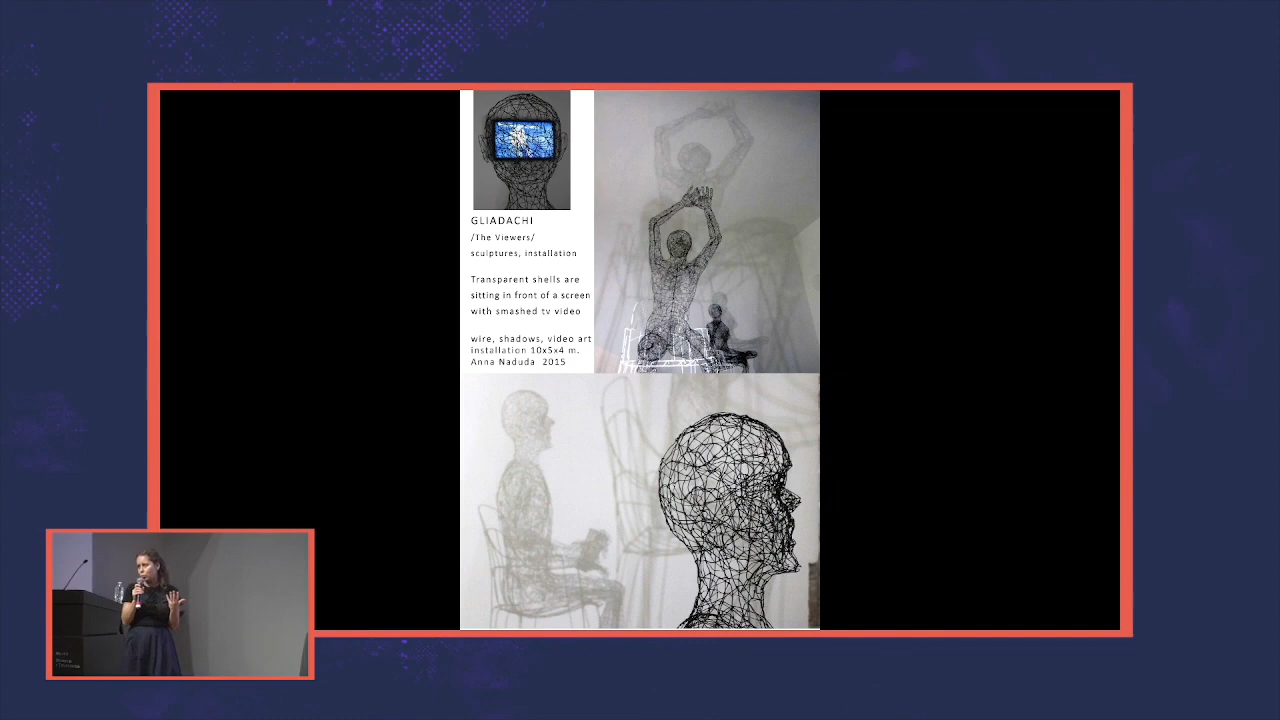 GLIADACHI
/The Viewers/
sculptures, installation
Transparent shells are
sitting in front of a screen
with smashed tv video
wire, shadows, video art
installation 10x5x4 m.
Anna Naduda 2015